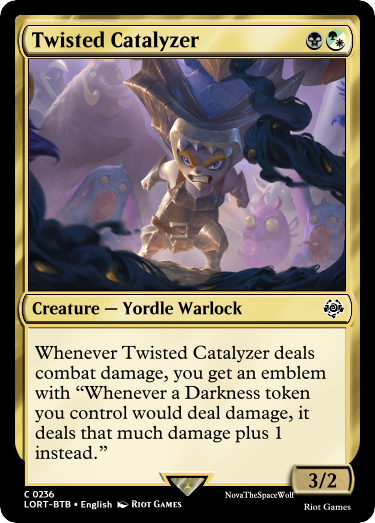 Twisted Catalyzer
Creature — Yordle Warlock
Whenever Twisted Catalyzer deals
combat damage, you get an emblem
with “Whenever a Darkness token
you control would deal damage, it
deals that much damage plus 1
instead.”
3/2
C 0236
LORT-BTB • English Riot Games
NovaTheSpaceWolf
Riot Games